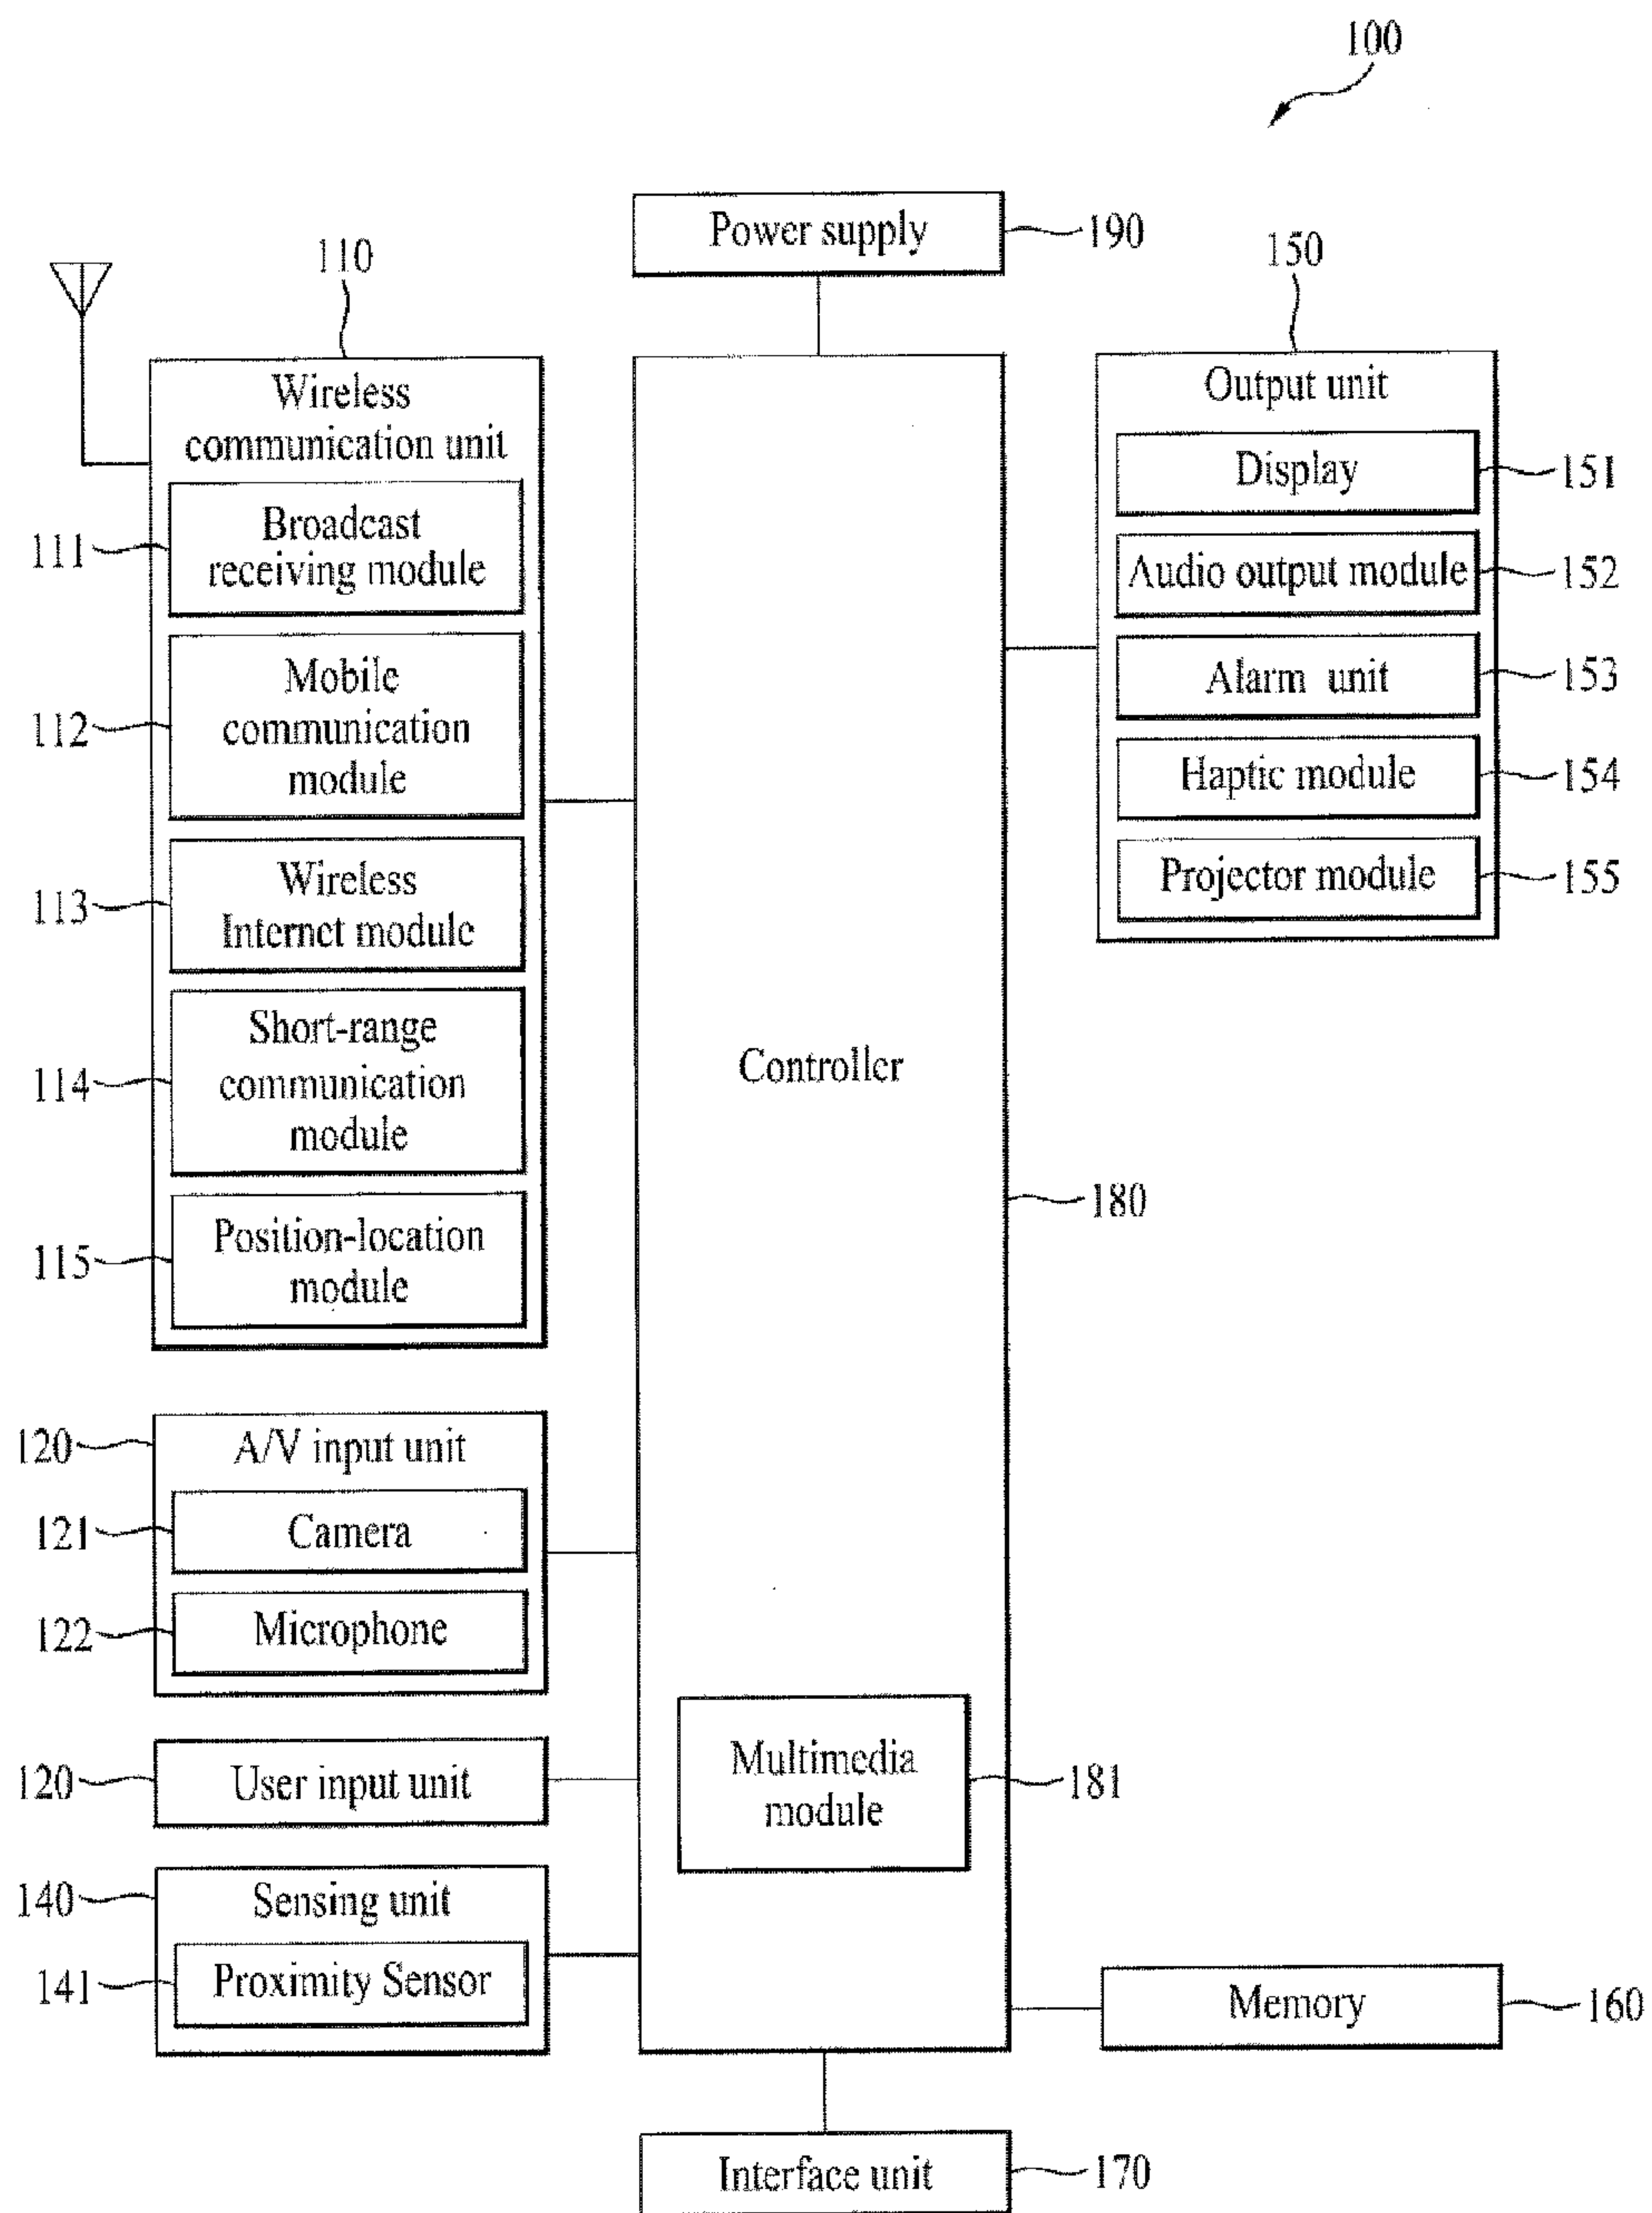 100
Power supply
190
110
150
Wireless
communication unit
Output unit
Display
151
Broadcast
receiving module
111
Audio output module
152
Mobile
communication
module
112
Alarm unit
153
Haptic module
154
Wireless
Internet module
113
Projector module
155
Short-range
communication
module
114
Controller
180
Position-location
module
115
120
A/V input unit
121
Camera
122
Microphone
Multimedia
module
181
120
User input unit
140
Sensing unit
141
Proximity Sensor
Memory
160
Interface unit
170